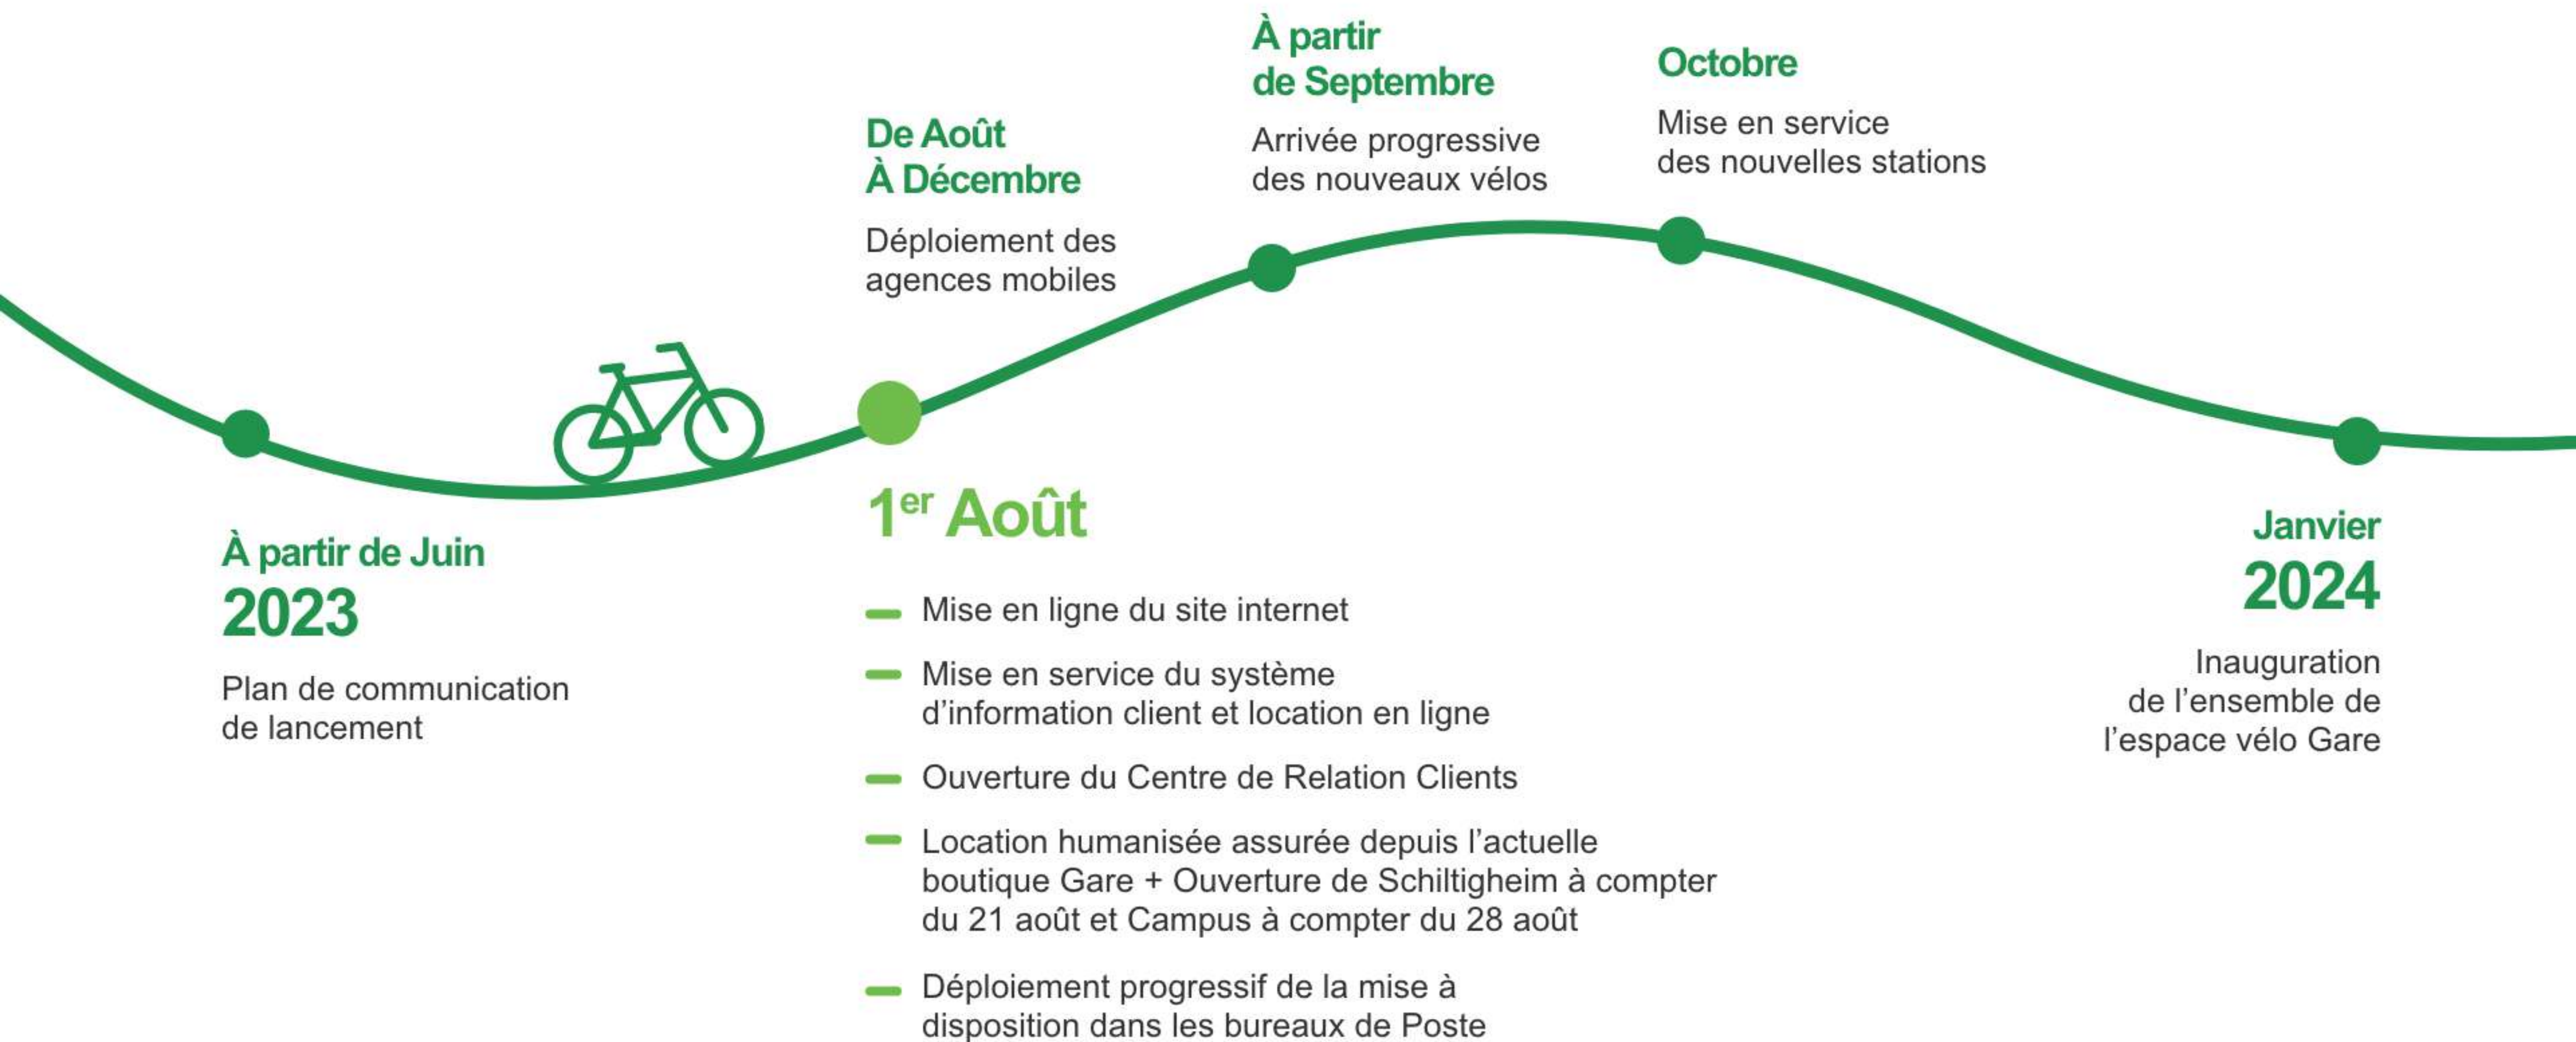 À partir de Juin
2023
Plan de communication
de lancement
De Août
À Décembre
Déploiement des
agences mobiles
1er Août
Mise en ligne du site internet
Mise en service du système
d’information client et location en ligne
Ouverture du Centre de Relation Clients
Location humanisée assurée depuis l’actuelle
boutique Gare + Ouverture de Schiltigheim à compter
du 21 août et Campus à compter du 28 août
Déploiement progressif de la mise à
disposition dans les bureaux de Poste
À partir
de Septembre
Arrivée progressive
des nouveaux vélos
Octobre
Mise en service
des nouvelles stations
Janvier
2024
Inauguration
de l’ensemble de
l’espace vélo Gare